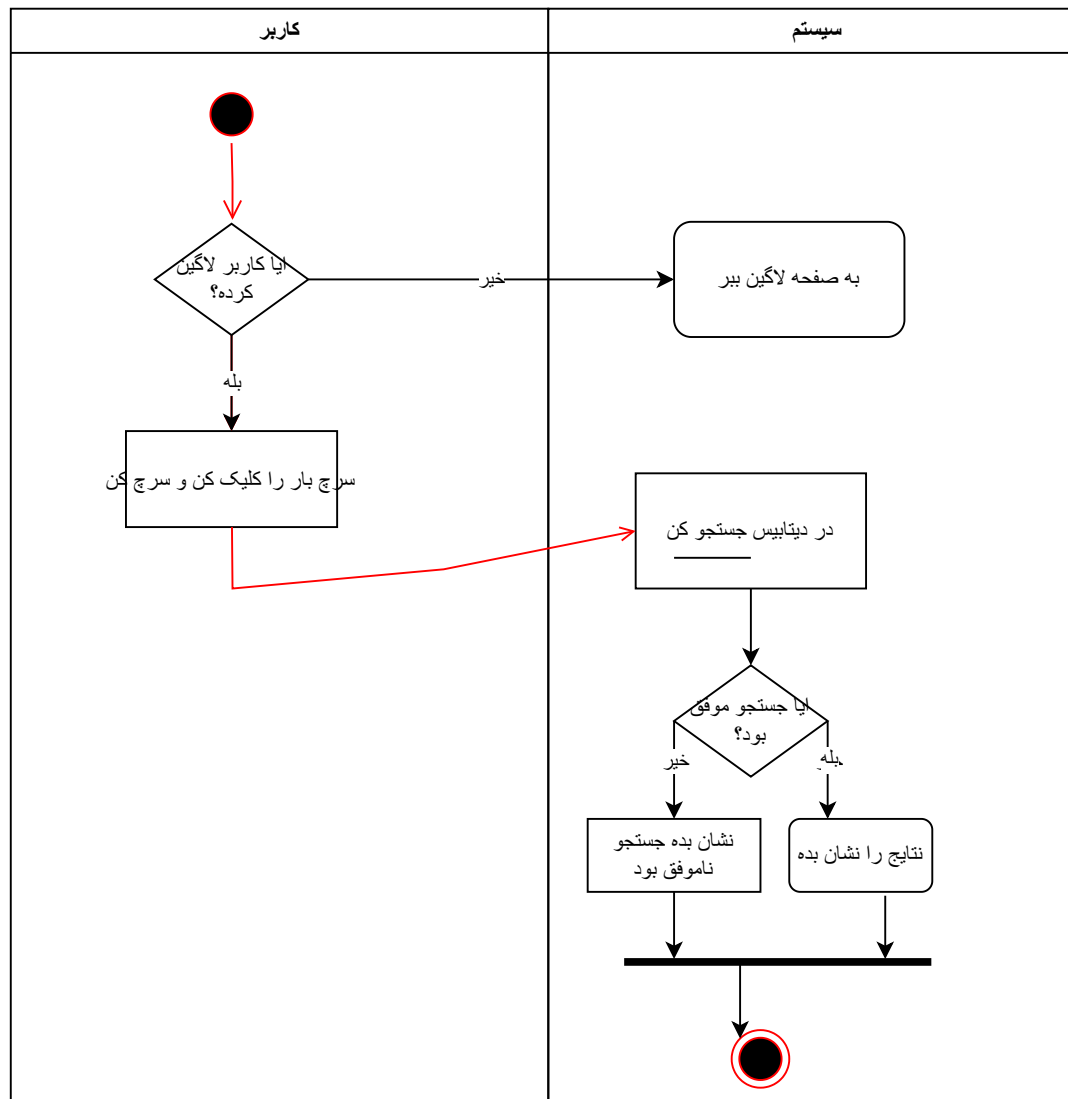 کاربر
سیستم
ایا کاربر لاگین
کرده؟
خیر
به صفحه لاگین ببر
بله
سرچ بار را کلیک کن و سرچ کن
در دیتابیس جستجو کن
ایا جستجو موفق
بود؟
خیر
بله
نشان بده جستجو
ناموفق بود
نتایج را نشان بده